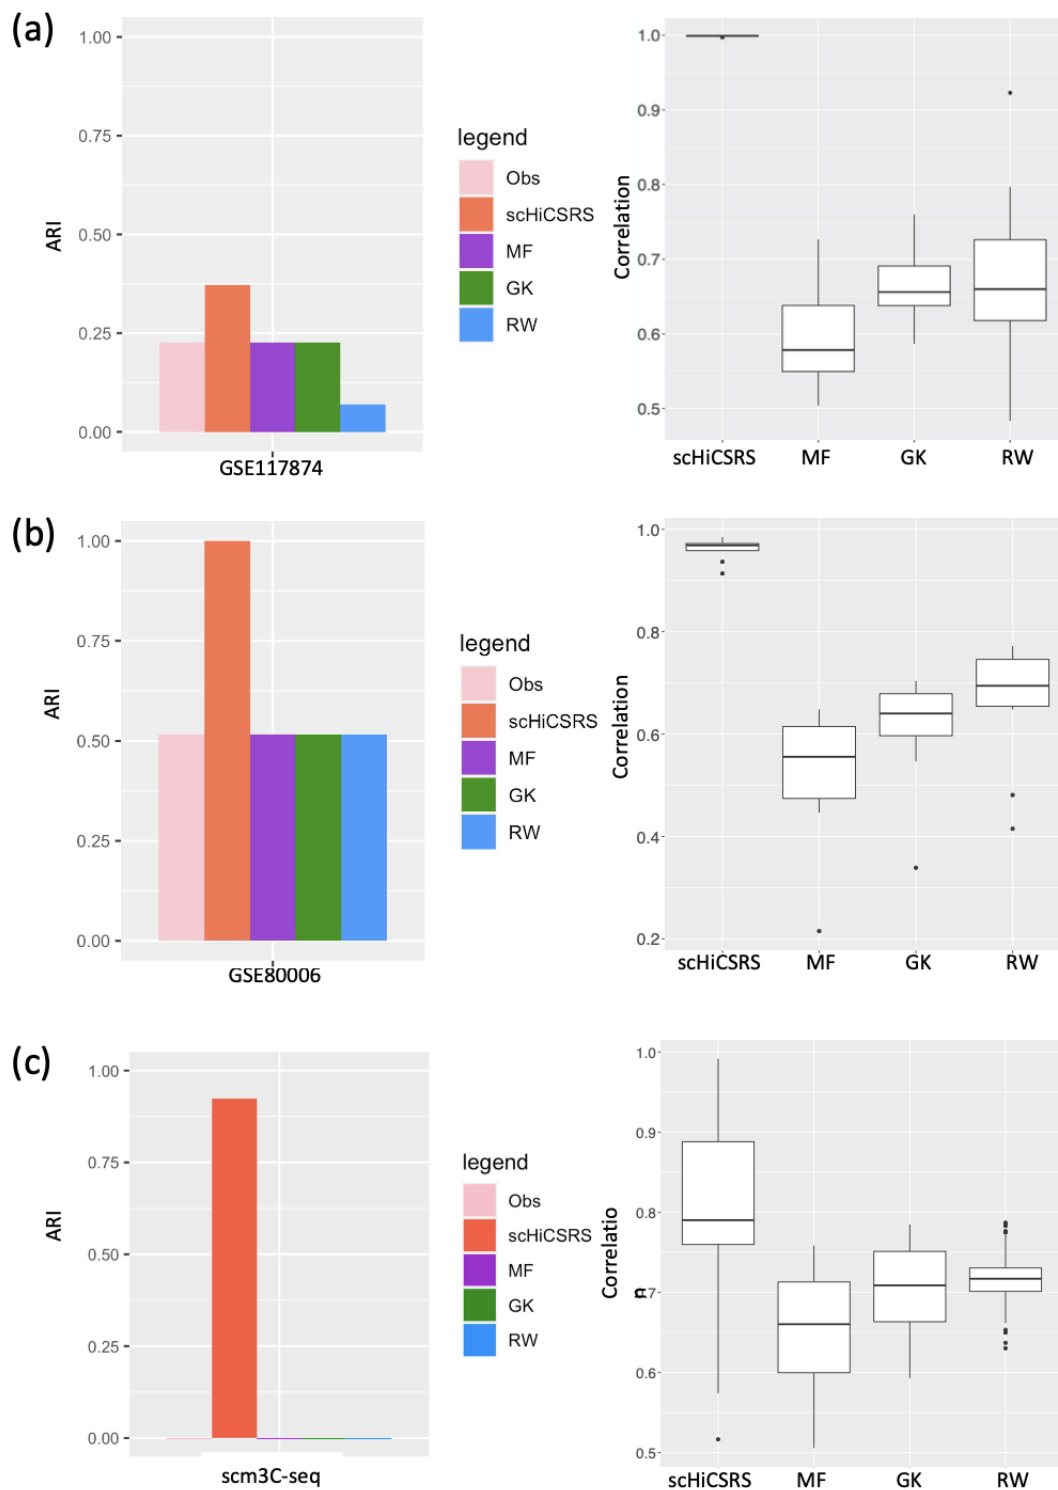 (a)
1.00
0.75
0.50
0.25
0.00
ARI
GSE117874
legend
Obs
scHiCSRS
MF
GK
RW
1.0
0.9
0.8
0.7
0.6
0.5
Correlation
scHiCSRS MF GK RW
(b)
1.00
0.75
0.50
0.25
0.00
ARI
GSE80006
legend
Obs
scHiCSRS
MF
GK
RW
1.0
0.8
0.6
0.4
0.2
Correlation
scHiCSRS MF GK RW
(c)
1.00
0.75
0.50
0.25
0.00
ARI
scm3C-seq
legend
Obs
scHiCSRS
MF
GK
RW
1.0
0.9
0.8
0.7
0.6
0.5
Correlatio
n
scHiCSRS MF GK RW